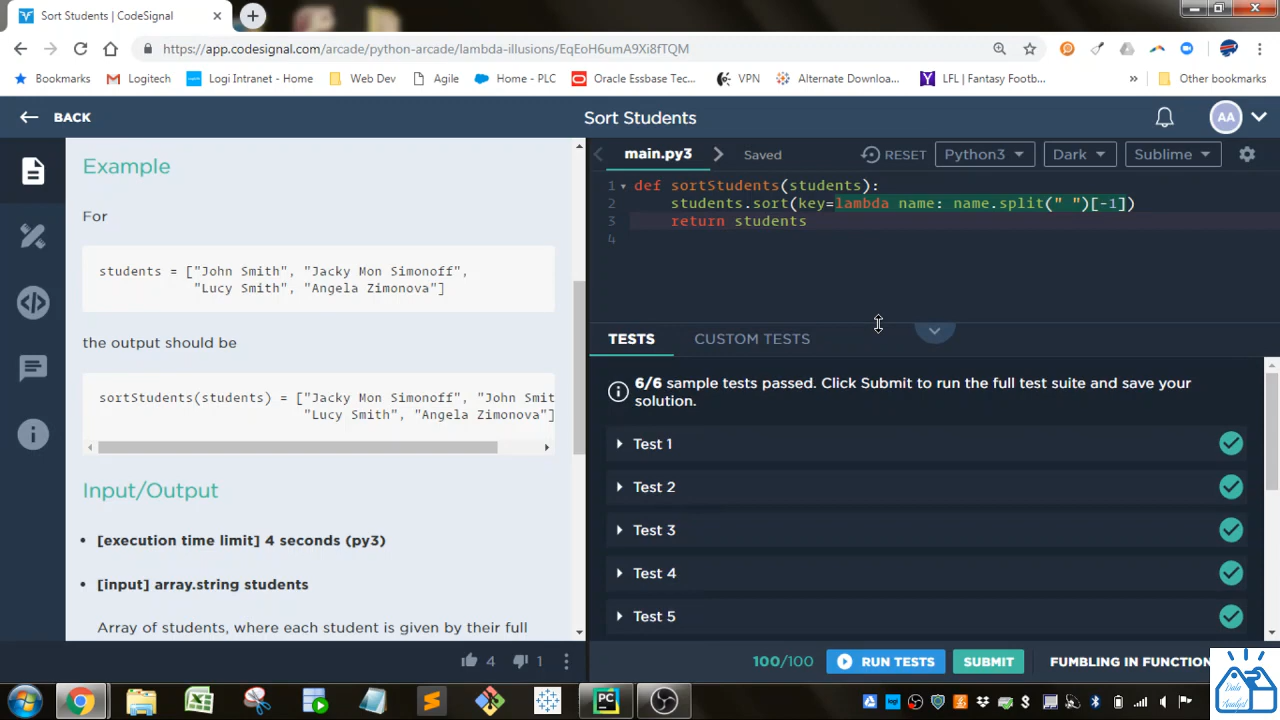 Sort Students | CodeSignal
https://app.codesignal.com/arcade/python-arcade/lambda-illusions/EqEoH6umA9Xi8fTQM
Bookmarks Logitech Logi Intranet - Home Web Dev Agile Home - PLC Oracle Essbase Tec... VPN Alternate Downloa... LFL | Fantasy Footb... » Other bookmarks
BACK Sort Students AA
main.py3 Saved RESET Python3 Dark Sublime
Example
For
students = ["John Smith", "Jacky Mon Simonoff",
"Lucy Smith", "Angela Zimonova"]
the output should be
sortStudents(students) = ["Jacky Mon Simonoff", "John Smit
"Lucy Smith", "Angela Zimonova"]
Input/Output
• [execution time limit] 4 seconds (py3)
• [input] array.string students
Array of students, where each student is given by their full
4 1
1 def sortStudents(students):
2 students.sort(key=lambda name: name.split(" ")[-1])
3 return students
4
TESTS CUSTOM TESTS
6/6 sample tests passed. Click Submit to run the full test suite and save your
solution.
Test 1
Test 2
Test 3
Test 4
Test 5
100/100 RUN TESTS SUBMIT FUMBLING IN FUNCTION
PC
logi
Data
Analyst